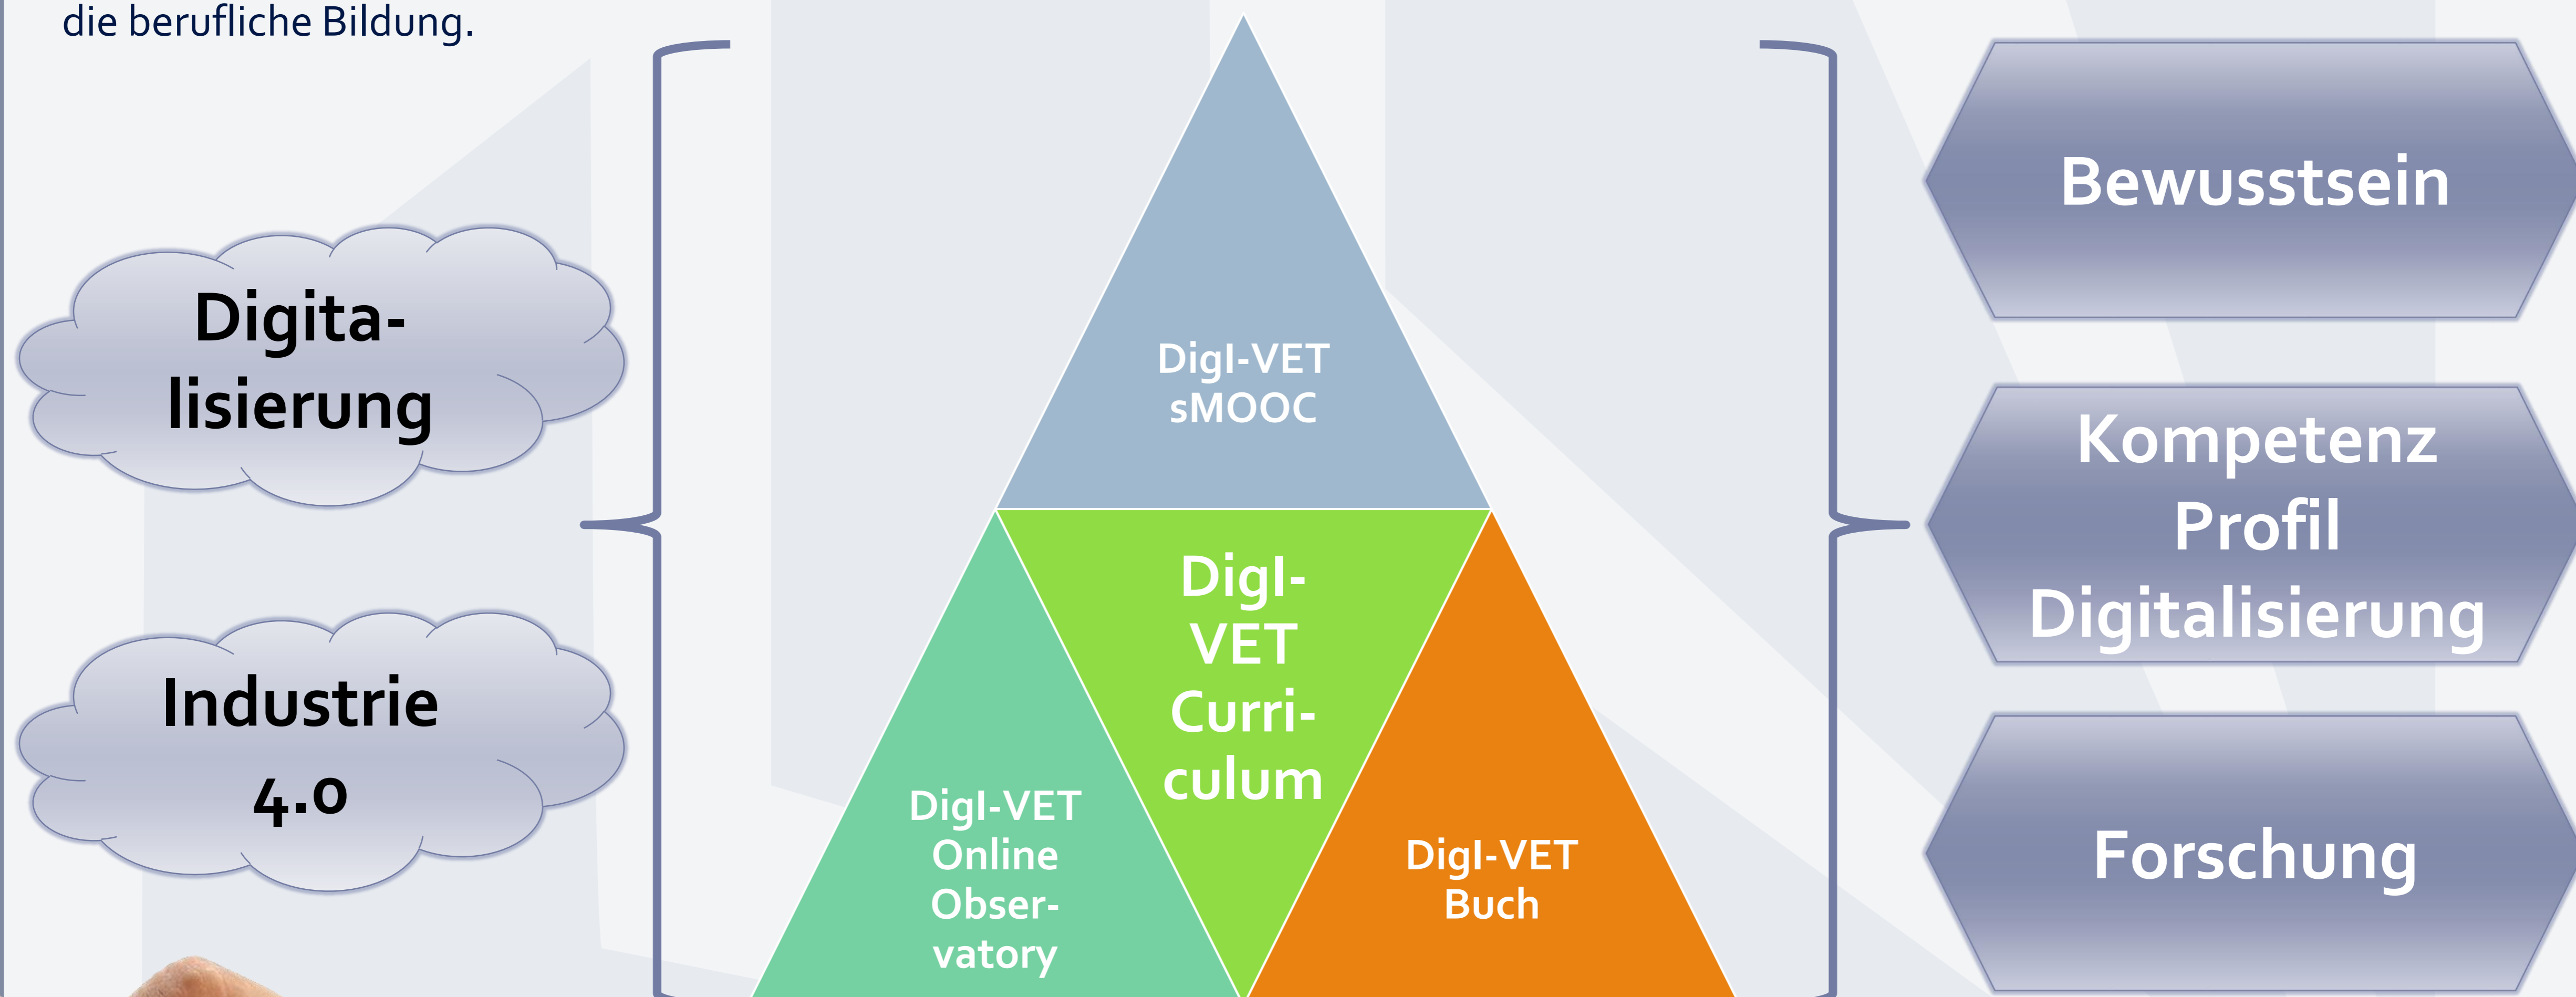 die berufliche Bildung.
Digita-
lisierung
Industrie
4.0
DigI-VET
sMOOC
DigI-
VET
Curri-
culum
DigI-VET
Online
Obser-
vatory
DigI-VET
Buch
Bewusstsein
Kompetenz
Profil
Digitalisierung
Forschung